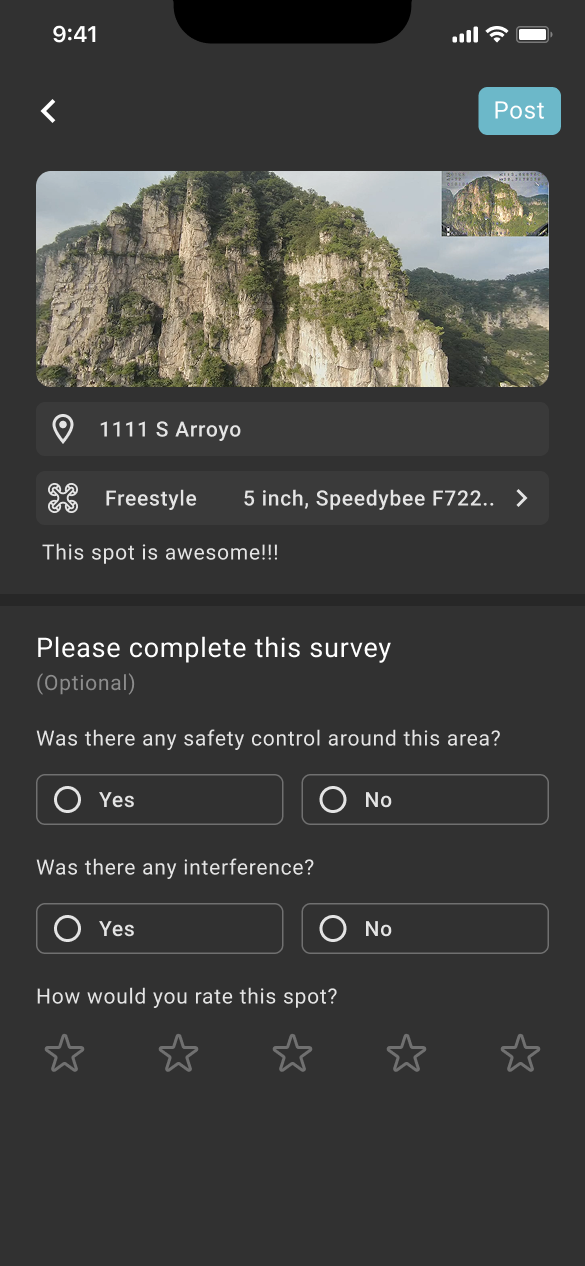 9:41
Post
1111 S Arroyo
Freestyle 5 inch, Speedybee F722..
This spot is awesome!!!
Please complete this survey
(Optional)
Was there any safety control around this area?
Yes No
Was there any interference?
Yes No
How would you rate this spot?